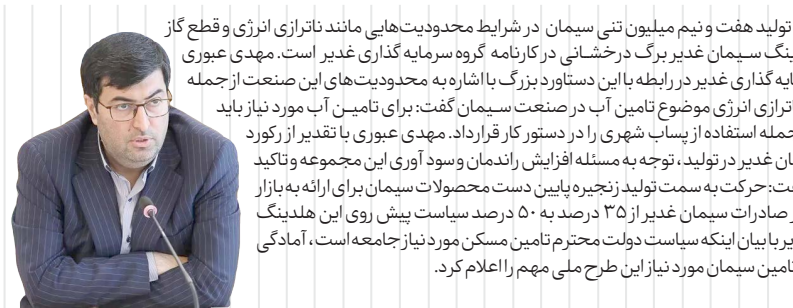 تولید هفت و نیم میلیون تنی سیمان در شرایط محدودیت‌هایی مانند ناترازی انرژی و قطع گاز
سیمان غدیر برگ درخشانی در کارنامه گروه سرمایه گذاری غدیر است. مهدی عبوری
گذاری غدیر در رابطه با این دستاورد بزرگ با اشاره به محدودیت‌های این صنعت از جمله
انرژی موضوع تامین آب در صنعت سیمان گفت: برای تامین آب مورد نیاز باید
استفاده از پساب شهری را در دستور کار قرارداد. مهدی عبوری با تقدیر از رکورد
غدیر در تولید، توجه به مسئله افزایش راندمان و سود آوری این مجموعه و تاکید
حرکت به سمت تولید زنجیره پایین دست محصولات سیمان برای ارائه به بازار
صادرات سیمان غدیر از ۳۵ درصد به ۵۰ درصد سیاست پیش روی این هلدینگ
با بیان اینکه سیاست دولت محترم تامین مسکن مورد نیاز جامعه است، آمادگی
تامین سیمان مورد نیاز این طرح ملی مهم را اعلام کرد.